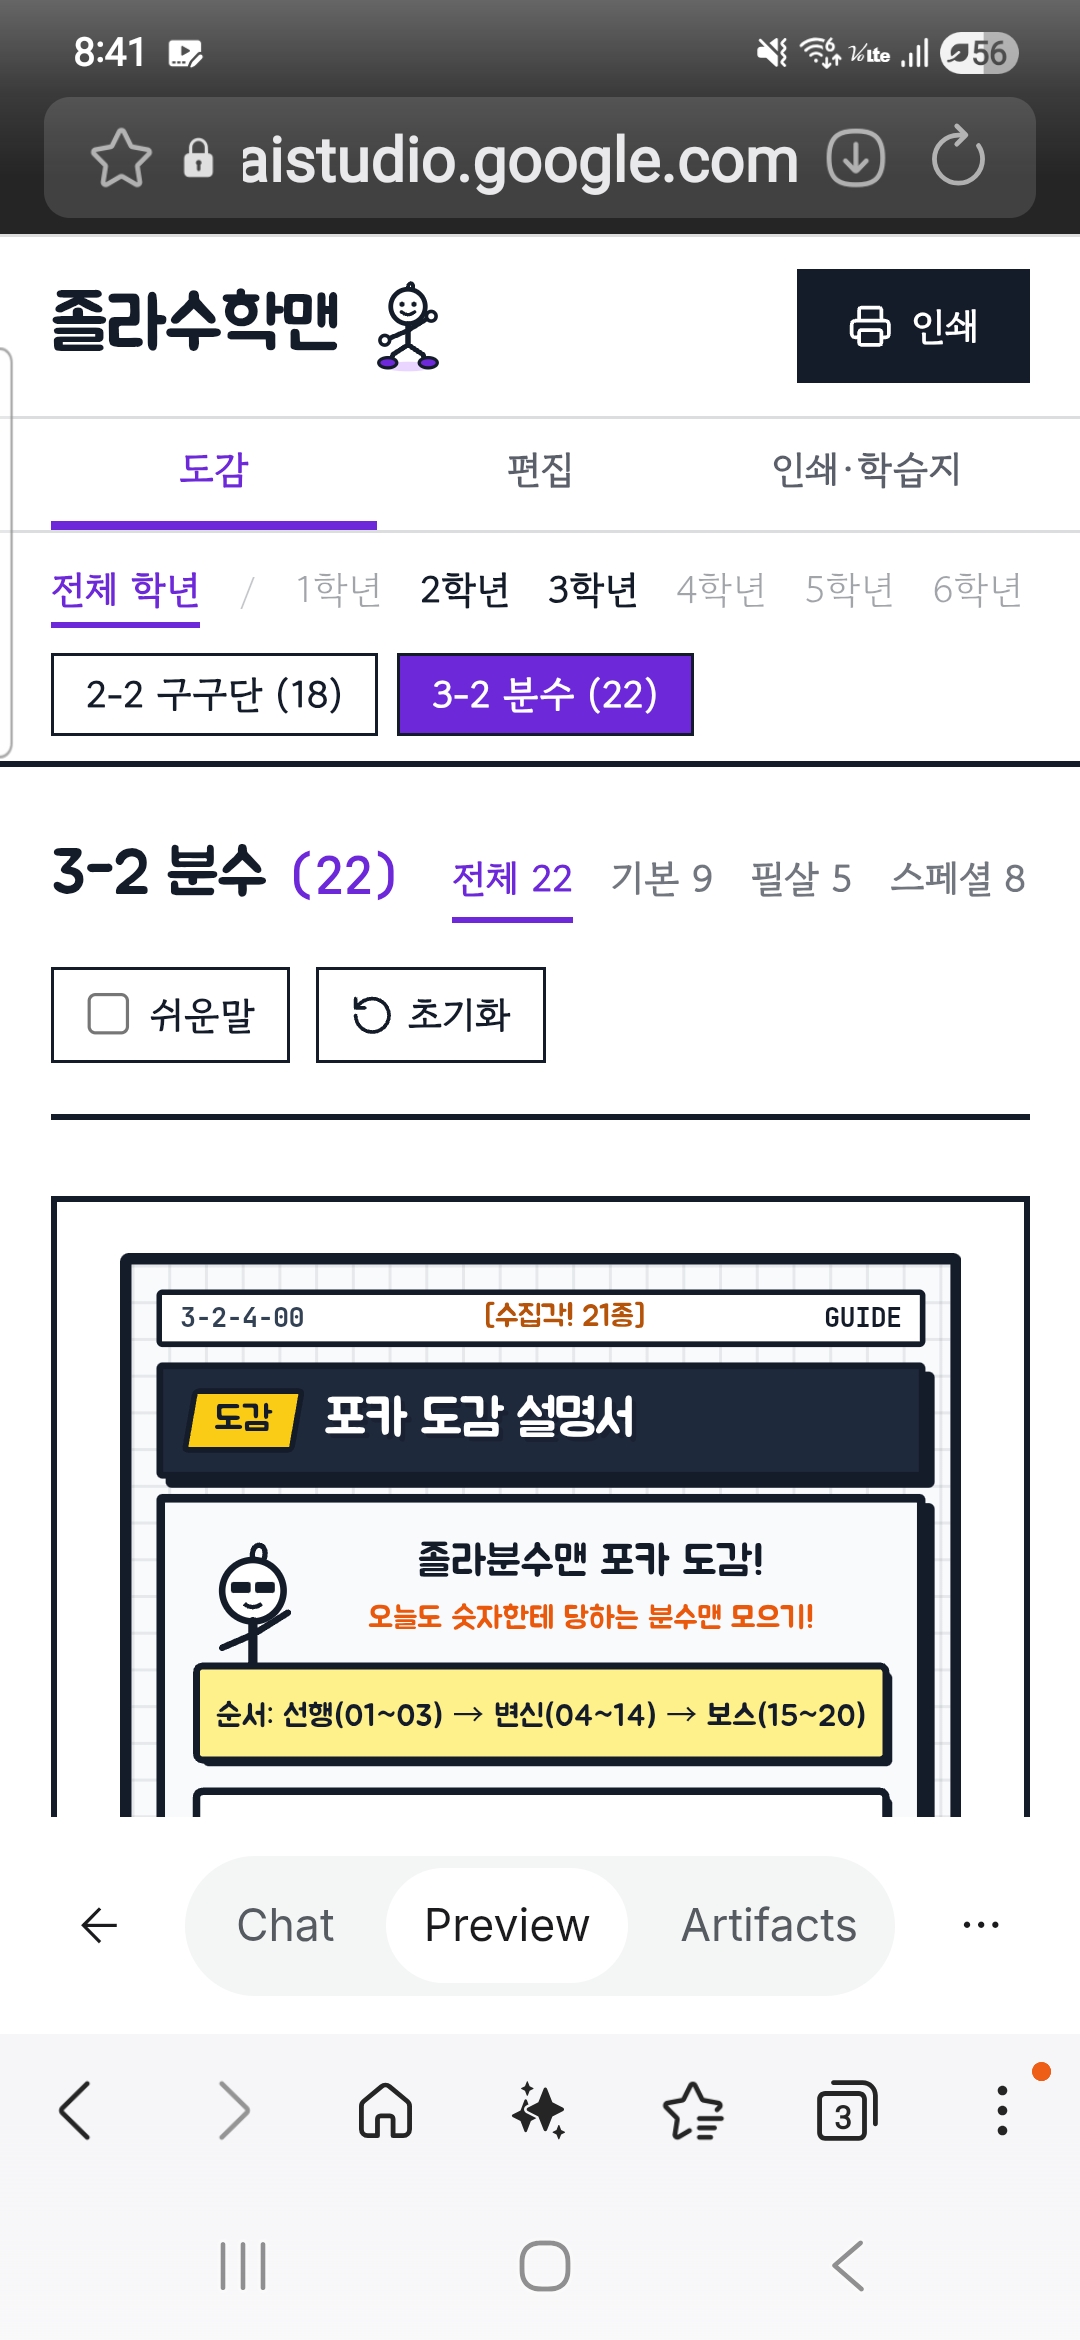 8:41
VoLte
56
aistudio.google.com
졸라수학맨
인쇄
도감 편집 인쇄·학습지
전체 학년 / 1학년 2학년 3학년 4학년 5학년 6학년
2-2 구구단 (18) 3-2 분수 (22)
3-2 분수 (22) 전체 22 기본 9 필살 5 스페셜 8
쉬운말 초기화
3-2-4-00 [수집각! 21종] GUIDE
도감 포카 도감 설명서
졸라분수맨 포카 도감!
오늘도 숫자한테 당하는 분수맨 모으기!
순서: 선행(01~03) → 변신(04~14) → 보스(15~20)
Chat Preview Artifacts
3